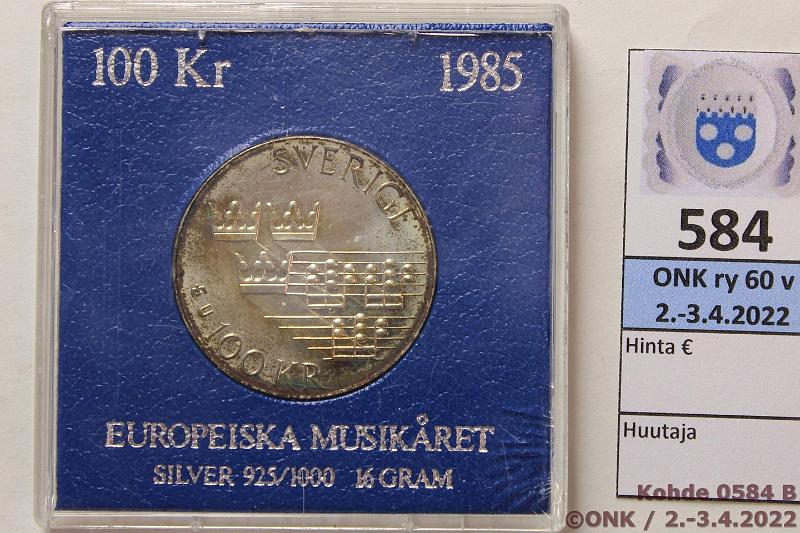 100 Kr 1985
SVERIGE
EU 100 KR
EUROPEISKA MUSIKÅRET
SILVER 925/1000 16 GRAM
584
ONK ry 60 v
2.-3.4.2022
Hinta €
Huutaja
Kohde 0584 B
©ONK / 2.-3.4.2022